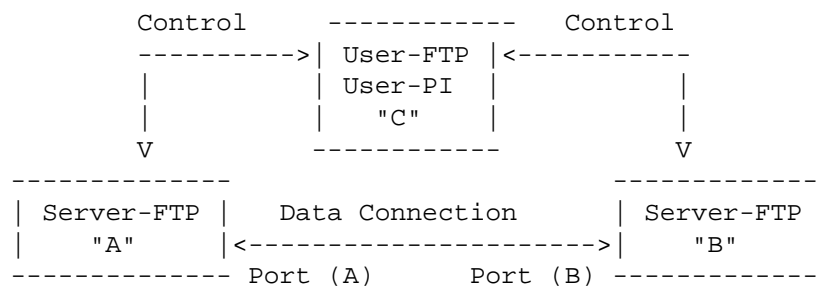 Control ------------ Control
---------->| User-FTP |<-----------
| | User-PI | |
| | "C" | |
V ------------ V
-------------- -------------
| Server-FTP | Data Connection | Server-FTP
| "A" |<---------------------->| "B"
-------------- Port (A) Port (B) -------------